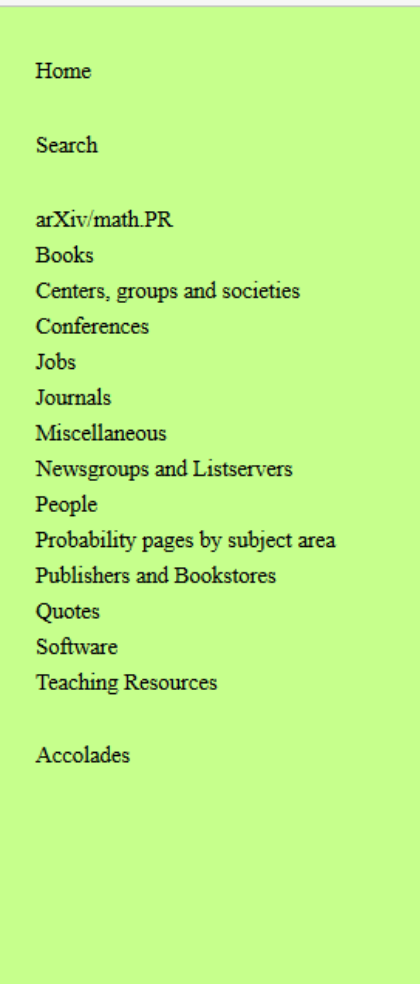 Home
Search
arXiv/math.PR
Books
Centers, groups and societies
Conferences
Jobs
Journals
Miscellaneous
Newsgroups and Listservers
People
Probability pages by subject area
Publishers and Bookstores
Quotes
Software
Teaching Resources
Accolades